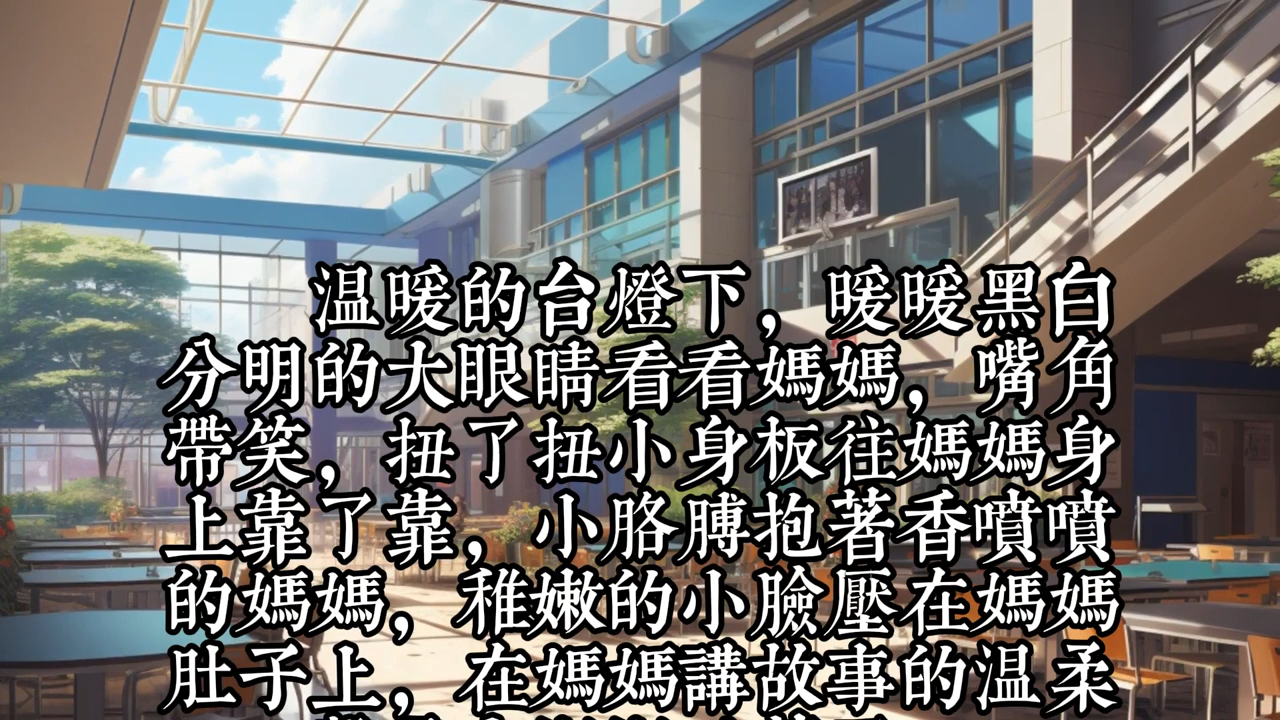 温暖的台燈下，暖暖黑白
分明的大眼睛看看媽媽，嘴角
帶笑，扭了扭小身板往媽媽身
上靠了靠，小胳膊抱著香噴噴
的媽媽，稚嫩的小臉壓在媽媽
肚子上，在媽媽講故事的温柔